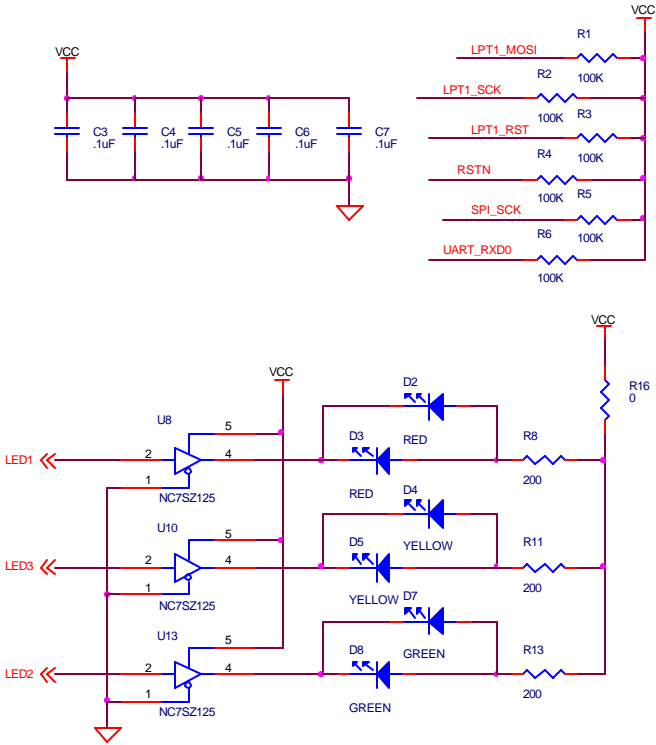 VCC
C3
.1uF
C4
.1uF
C5
.1uF
C6
.1uF
C7
.1uF
VCC
LPT1_MOSI
R1
100K
LPT1_SCK
R2
100K
LPT1_RST
R3
100K
RSTN
R4
100K
SPI_SCK
R5
100K
UART_RXD0
R6
100K
VCC
VCC
R16
0
LED1
U8
2
1
5
4
NC7SZ125
D2
RED
D3
RED
R8
200
LED3
U10
2
1
5
4
NC7SZ125
D4
YELLOW
D5
YELLOW
R11
200
LED2
U13
2
1
5
4
NC7SZ125
D7
GREEN
D8
GREEN
R13
200